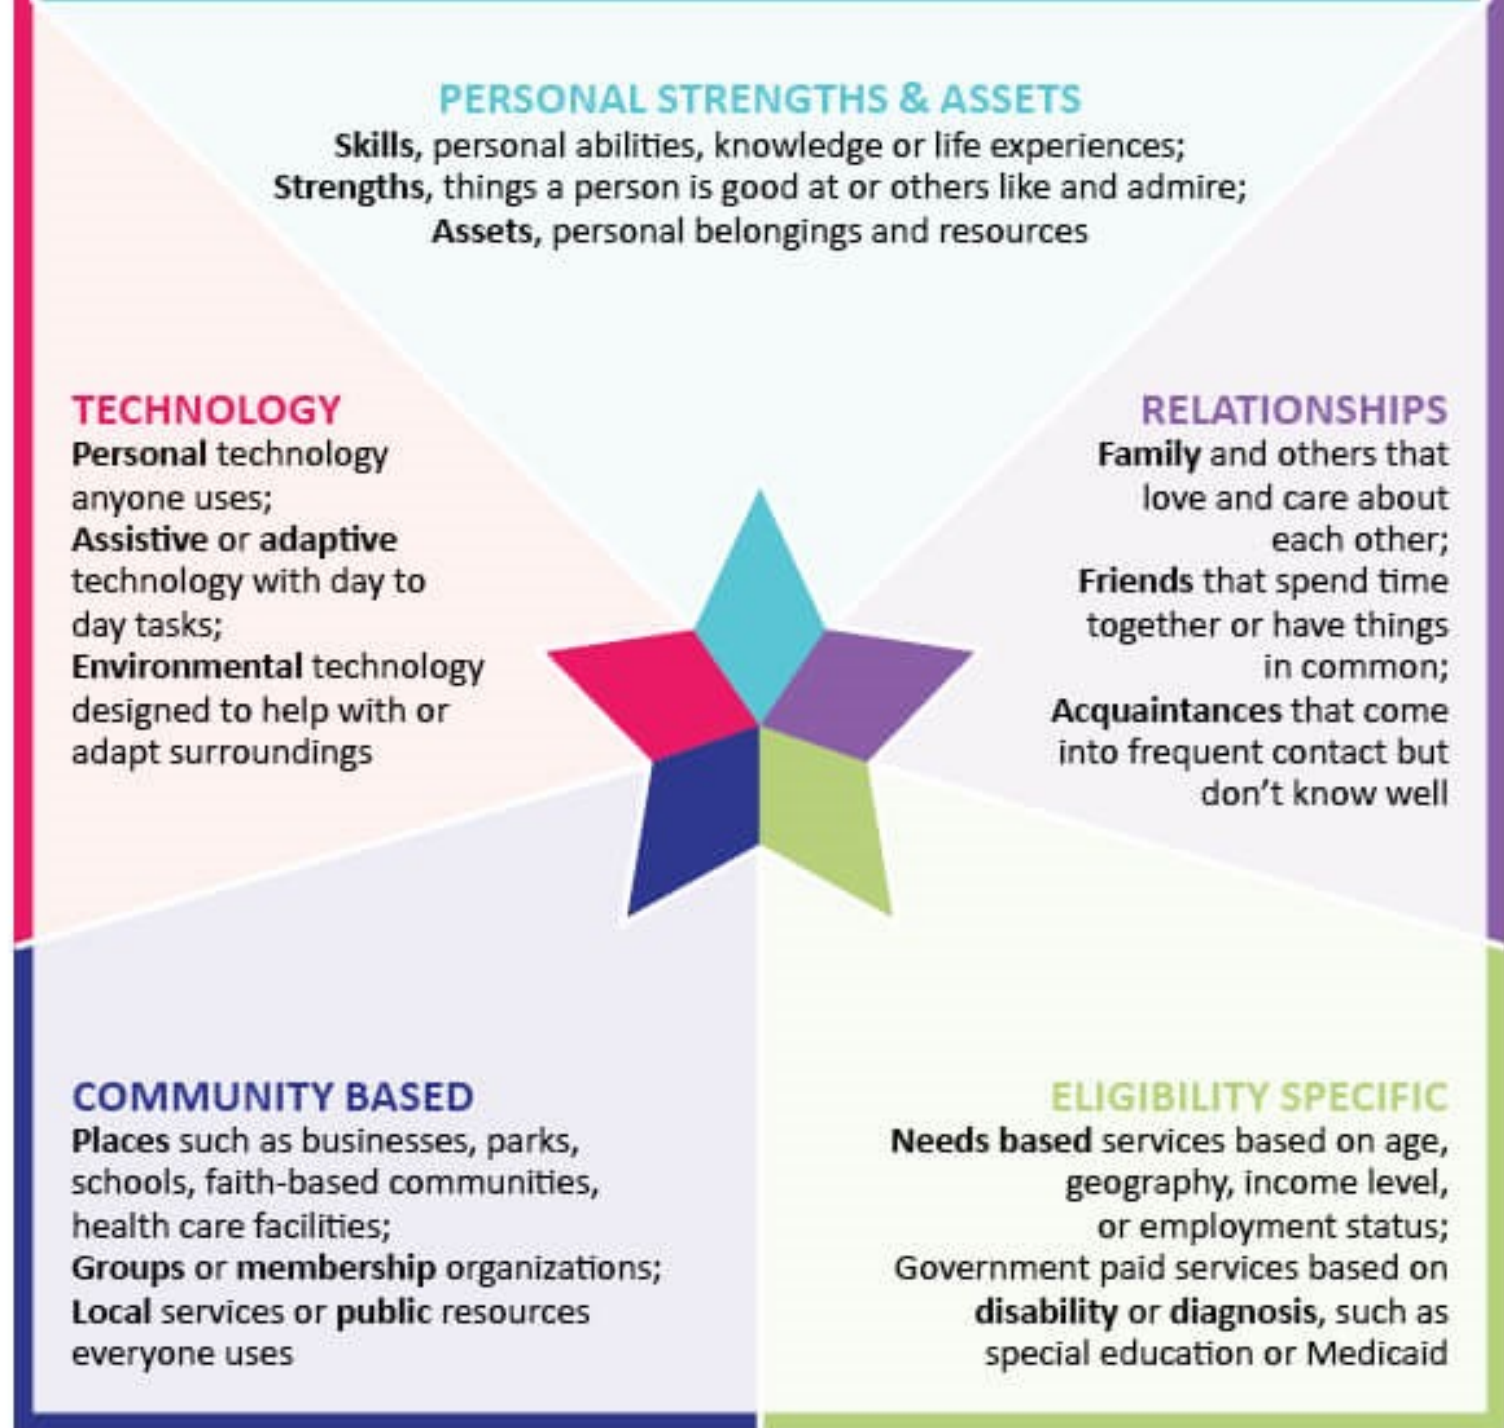 PERSONAL STRENGTHS & ASSETS
Skills, personal abilities, knowledge or life experiences;
Strengths, things a person is good at or others like and admire;
Assets, personal belongings and resources
TECHNOLOGY
Personal technology
anyone uses;
Assistive or adaptive
technology with day to
day tasks;
Environmental technology
designed to help with or
adapt surroundings
RELATIONSHIPS
Family and others that
love and care about
each other;
Friends that spend time
together or have things
in common;
Acquaintances that come
into frequent contact but
don't know well
COMMUNITY BASED
Places such as businesses, parks,
schools, faith-based communities,
health care facilities;
Groups or membership organizations;
Local services or public resources
everyone uses
ELIGIBILITY SPECIFIC
Needs based services based on age,
geography, income level,
or employment status;
Government paid services based on
disability or diagnosis, such as
special education or Medicaid